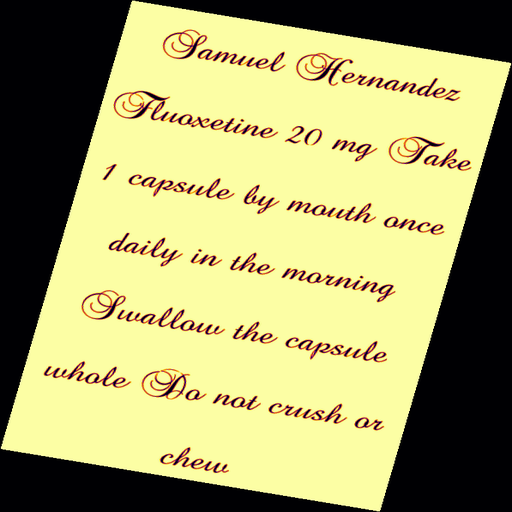 Samuel Hernandez
Fluoxetine 20 mg Take
1 capsule by mouth once
daily in the morning
Swallow the capsule
whole Do not crush or
chew